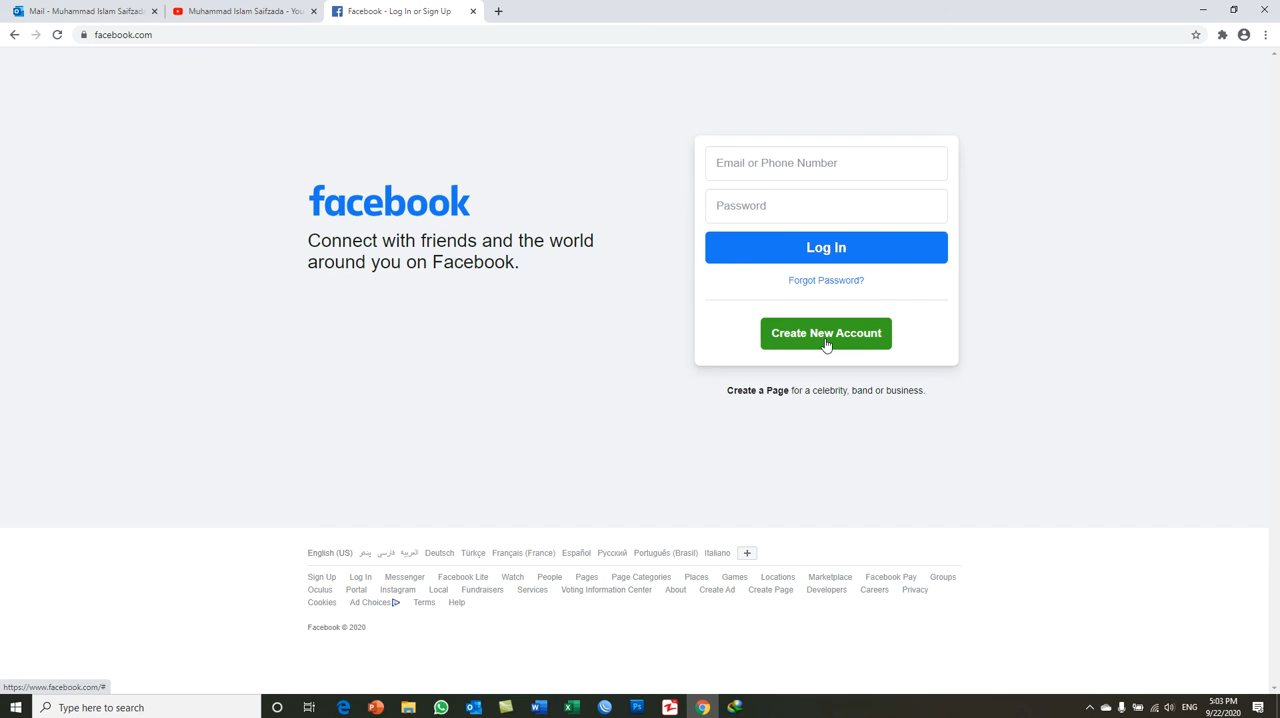 Mail - Muhammad Islam Saifzada
Muhammad Islam Saifzada - You
Facebook - Log In or Sign Up
facebook.com
facebook
Connect with friends and the world
around you on Facebook.
Email or Phone Number
Password
Log In
Forgot Password?
Create New Account
Create a Page for a celebrity, band or business.
English (US) پښتو فارسی العربية Deutsch Türkçe Français (France) Español Русский Português (Brasil) Italiano +
Sign Up Log In Messenger Facebook Lite Watch People Pages Page Categories Places Games Locations Marketplace Facebook Pay Groups
Oculus Portal Instagram Local Fundraisers Services Voting Information Center About Create Ad Create Page Developers Careers Privacy
Cookies Ad Choices Terms Help
Facebook © 2020
https://www.facebook.com/#
Type here to search
ENG
5:03 PM
9/22/2020